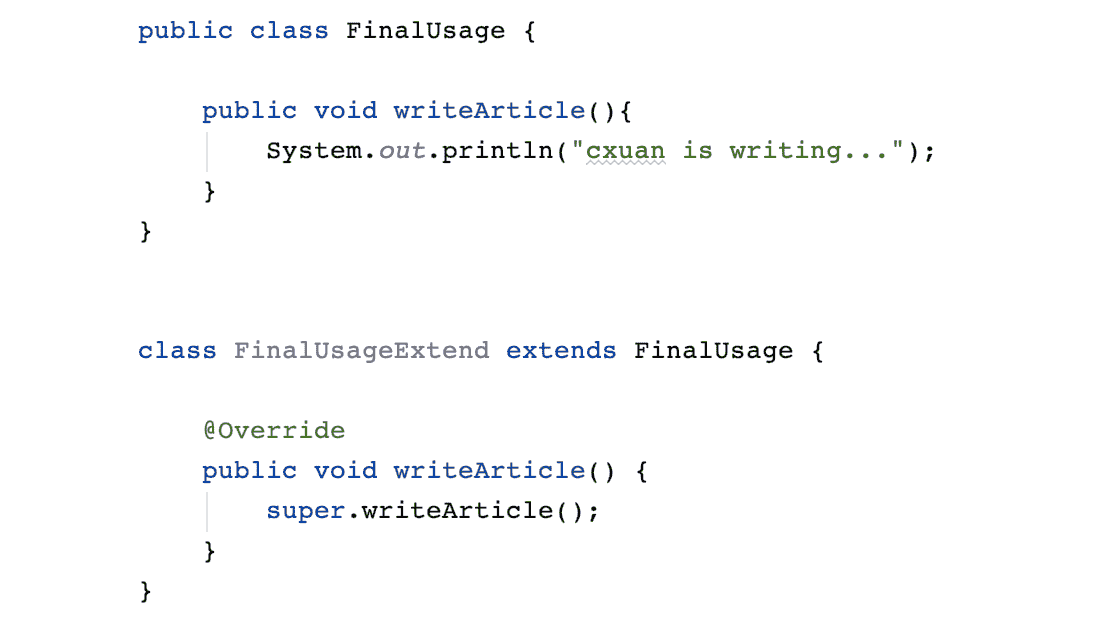 public class FinalUsage {
public void writeArticle(){
System.out.println("cxuan is writing...");
}
}
class FinalUsageExtend extends FinalUsage {
@Override
public void writeArticle() {
super.writeArticle();
}
}